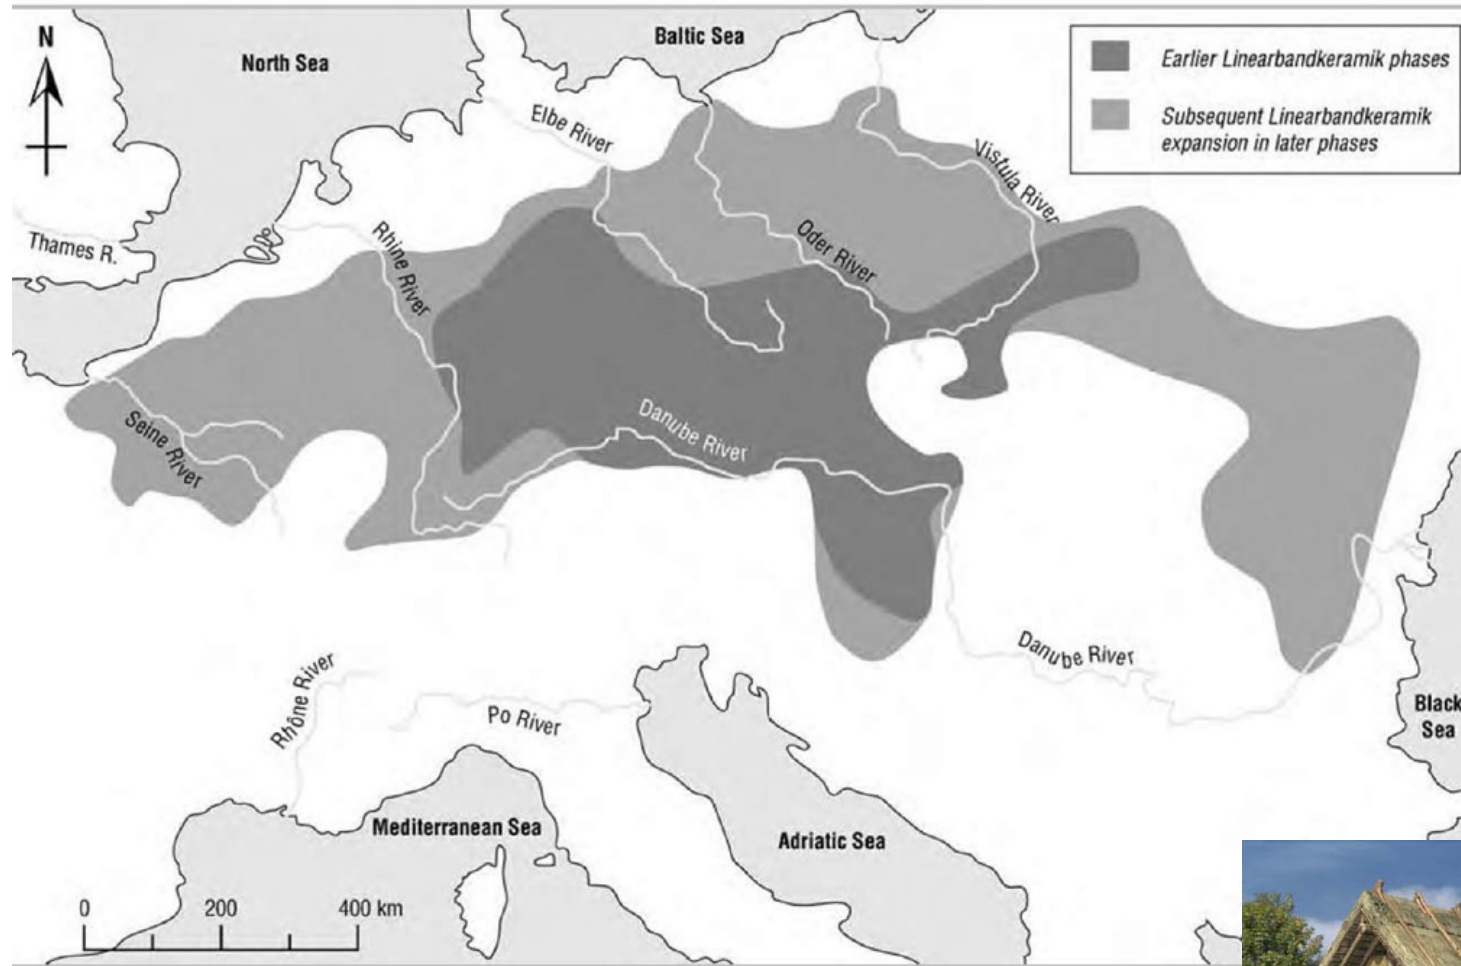 N
North Sea
Baltic Sea
Earlier Linearbandkeramik phases
Subsequent Linearbandkeramik
expansion in later phases
Elbe River
Vistula River
Thames R.
Rhine River
Oder River
Seine River
Danube River
Danube River
Rhône River
Po River
Black
Sea
Mediterranean Sea
Adriatic Sea
0 200 400 km